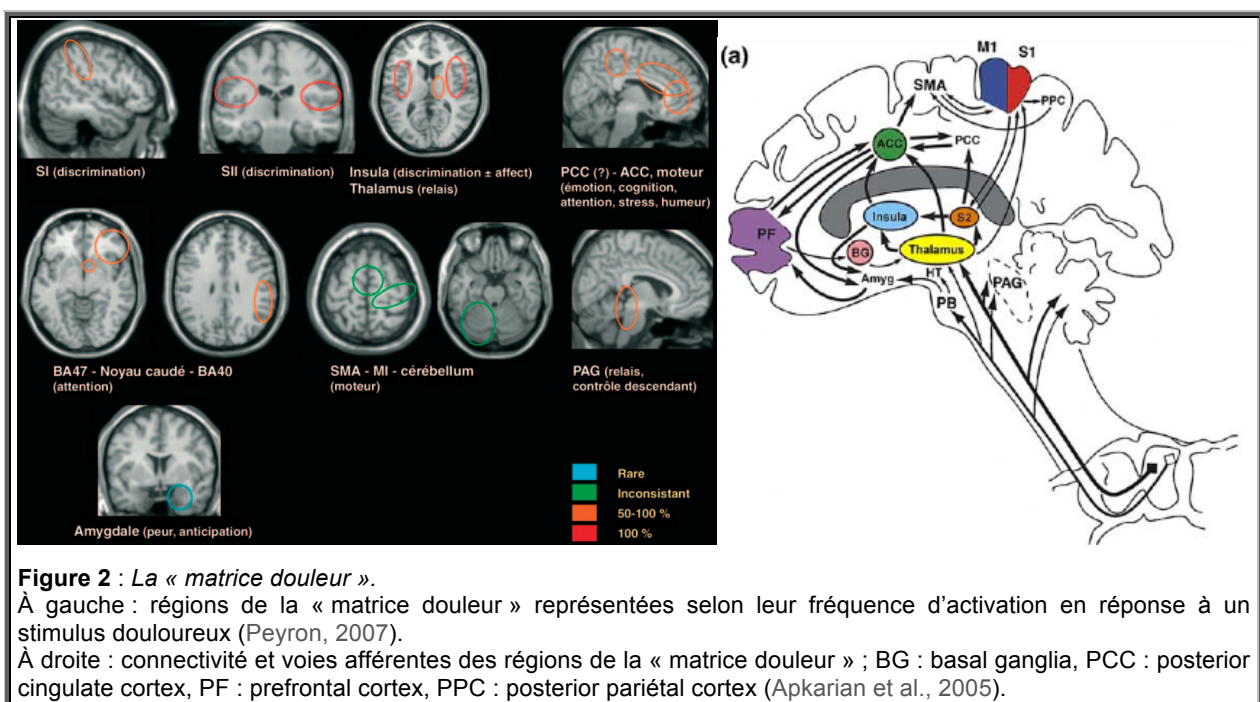 SI (discrimination)
SII (discrimination)
Insula (discrimination ± affect)
Thalamus (relais)
PCC (?) - ACC, moteur
(émotion, cognition,
attention, stress, humeur)
BA47 - Noyau caudé - BA40
(attention)
SMA - MI - cérébellum
(moteur)
PAG (relais,
contrôle descendant)
Amygdale (peur, anticipation)
Rare
Inconsistant
50-100 %
100 %
(a)
M1
S1
SMA
PPC
ACC
PCC
Insula
S2
PF
BG
Thalamus
HT
Amyg
PAG
PB
Figure 2 : La « matrice douleur ».
À gauche : régions de la « matrice douleur » représentées selon leur fréquence d’activation en réponse à un
stimulus douloureux (Peyron, 2007).
À droite : connectivité et voies afférentes des régions de la « matrice douleur » ; BG : basal ganglia, PCC : posterior
cingulate cortex, PF : prefrontal cortex, PPC : posterior pariétal cortex (Apkarian et al., 2005).